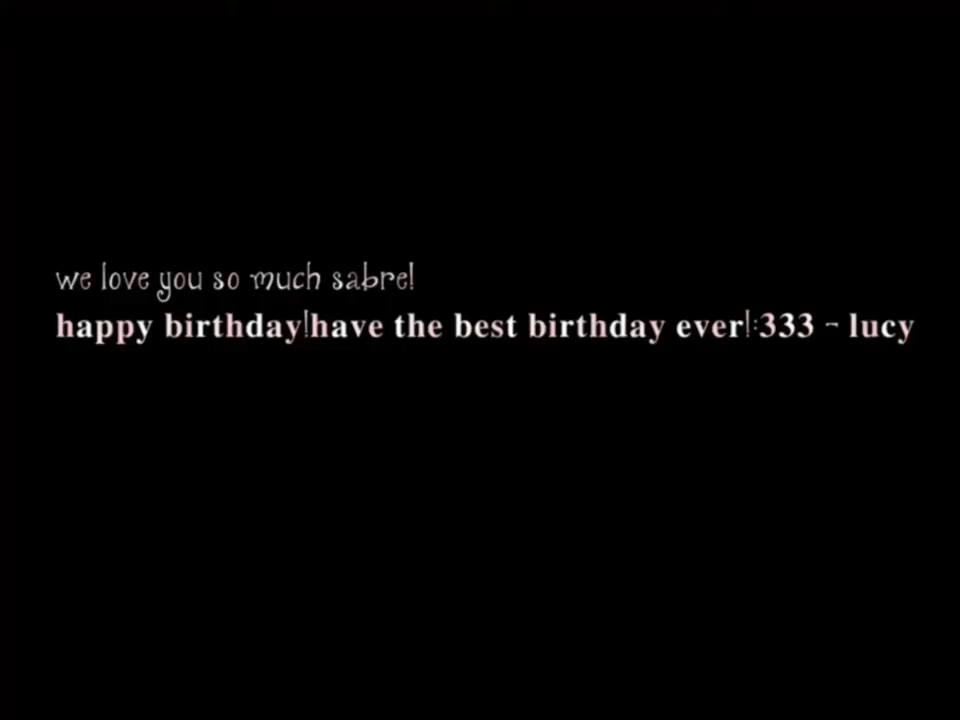 we love you so much sabre!
happy birthday!have the best birthday ever!:333 ~ lucy